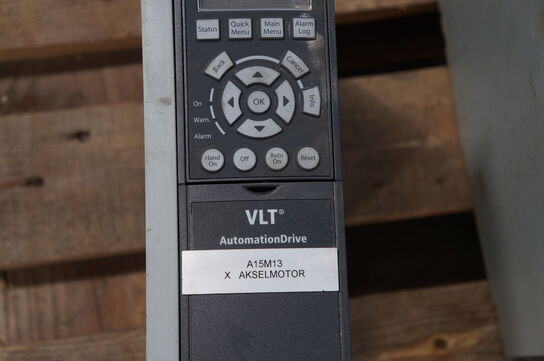 Status Quick Menu Main Menu Alarm Log
Back Cancel
Info
OK
On
Warn.
Alarm
Hand On Off Auto On Reset
VLT®
AutomationDrive
A15M13
X AKSELMOTOR